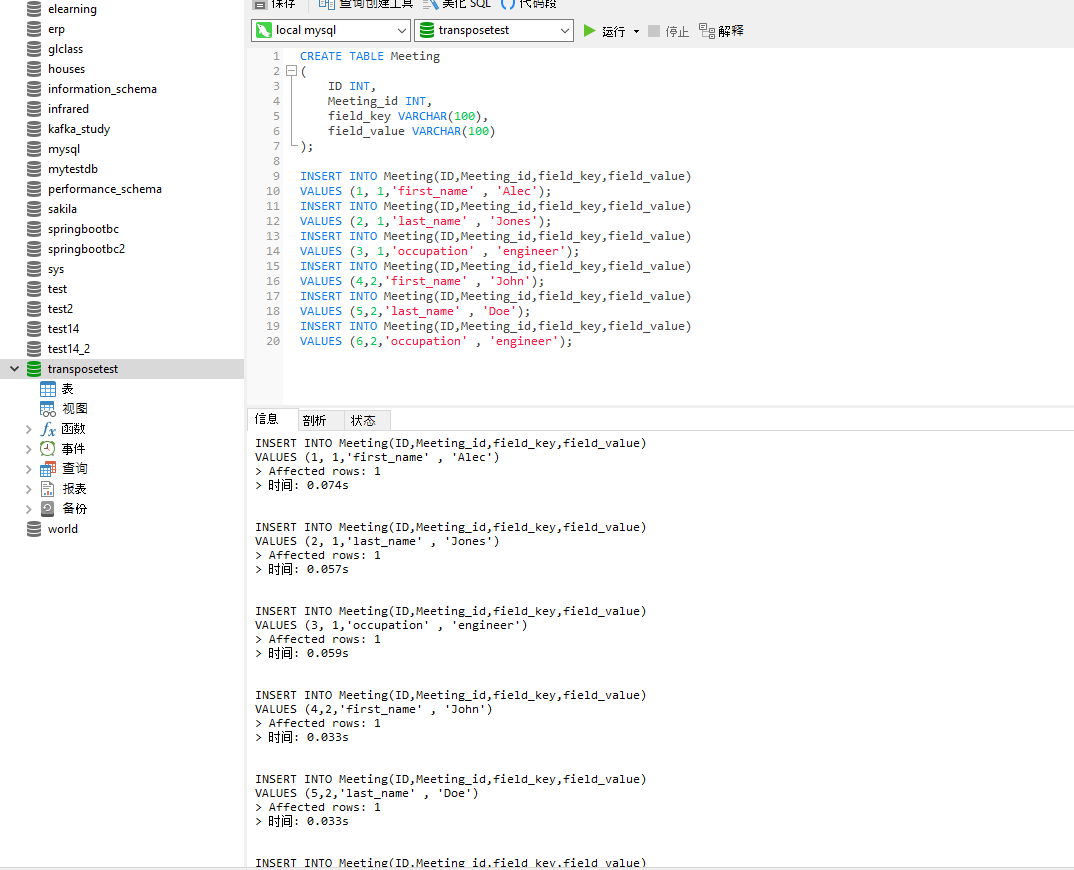 elearning
erp
glclass
houses
information_schema
infrared
kafka_study
mysql
mytestdb
performance_schema
sakila
springbootbc
springbootbc2
sys
test
test2
test14
test14_2
transposetest
表
视图
fx 函数
事件
查询
报表
备份
world
保存 查询创建工具 美化 SQL () 代码段
local mysql transposetest 运行 停止 解释
1 CREATE TABLE Meeting
2 (
3 ID INT,
4 Meeting_id INT,
5 field_key VARCHAR(100),
6 field_value VARCHAR(100)
7 );
8
9 INSERT INTO Meeting(ID,Meeting_id,field_key,field_value)
10 VALUES (1, 1,'first_name' , 'Alec');
11 INSERT INTO Meeting(ID,Meeting_id,field_key,field_value)
12 VALUES (2, 1,'last_name' , 'Jones');
13 INSERT INTO Meeting(ID,Meeting_id,field_key,field_value)
14 VALUES (3, 1,'occupation' , 'engineer');
15 INSERT INTO Meeting(ID,Meeting_id,field_key,field_value)
16 VALUES (4,2,'first_name' , 'John');
17 INSERT INTO Meeting(ID,Meeting_id,field_key,field_value)
18 VALUES (5,2,'last_name' , 'Doe');
19 INSERT INTO Meeting(ID,Meeting_id,field_key,field_value)
20 VALUES (6,2,'occupation' , 'engineer');
信息 剖析 状态
INSERT INTO Meeting(ID,Meeting_id,field_key,field_value)
VALUES (1, 1,'first_name' , 'Alec')
> Affected rows: 1
> 时间: 0.074s
INSERT INTO Meeting(ID,Meeting_id,field_key,field_value)
VALUES (2, 1,'last_name' , 'Jones')
> Affected rows: 1
> 时间: 0.057s
INSERT INTO Meeting(ID,Meeting_id,field_key,field_value)
VALUES (3, 1,'occupation' , 'engineer')
> Affected rows: 1
> 时间: 0.059s
INSERT INTO Meeting(ID,Meeting_id,field_key,field_value)
VALUES (4,2,'first_name' , 'John')
> Affected rows: 1
> 时间: 0.033s
INSERT INTO Meeting(ID,Meeting_id,field_key,field_value)
VALUES (5,2,'last_name' , 'Doe')
> Affected rows: 1
> 时间: 0.033s
INSERT INTO Meeting(ID,Meeting_id,field_key,field_value)